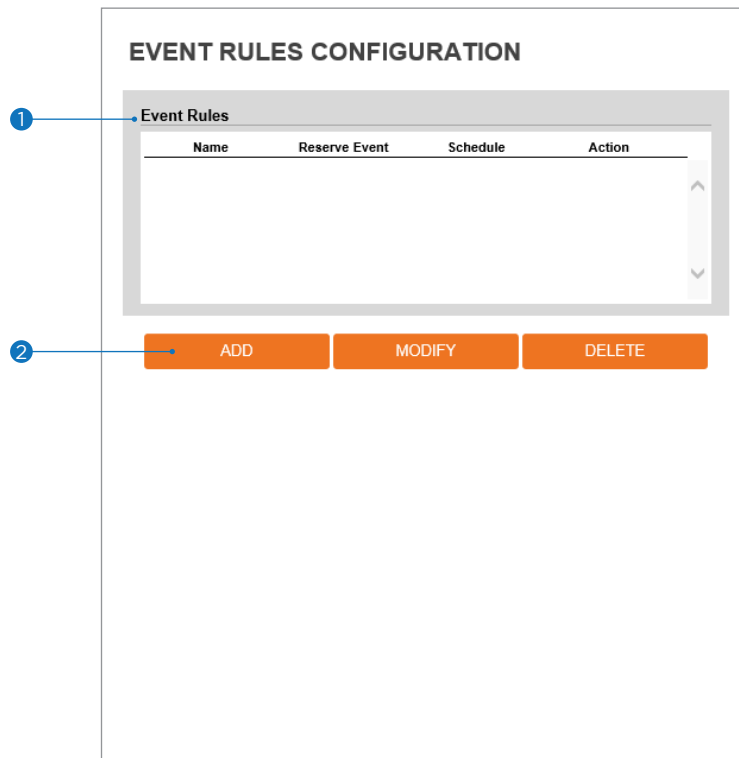 EVENT RULES CONFIGURATION
1
Event Rules
Name Reserve Event Schedule Action
2
ADD MODIFY DELETE